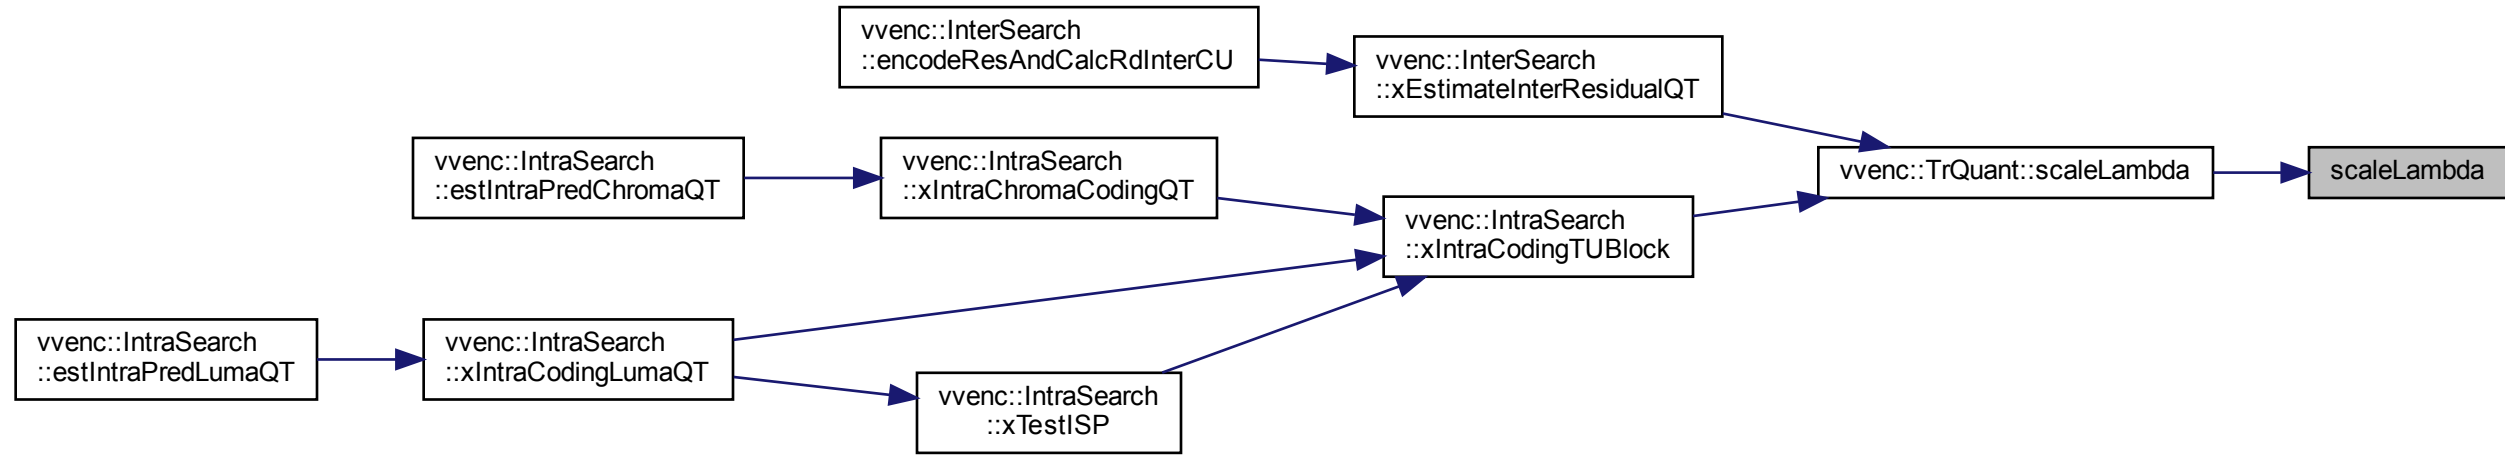 vvenc::InterSearch
::encodeResAndCalcRdInterCU
vvenc::InterSearch
::xEstimateInterResidualQT
vvenc::IntraSearch
::estIntraPredChromaQT
vvenc::IntraSearch
::xIntraChromaCodingQT
vvenc::TrQuant::scaleLambda
scaleLambda
vvenc::IntraSearch
::xIntraCodingTUBlock
vvenc::IntraSearch
::estIntraPredLumaQT
vvenc::IntraSearch
::xIntraCodingLumaQT
vvenc::IntraSearch
::xTestISP